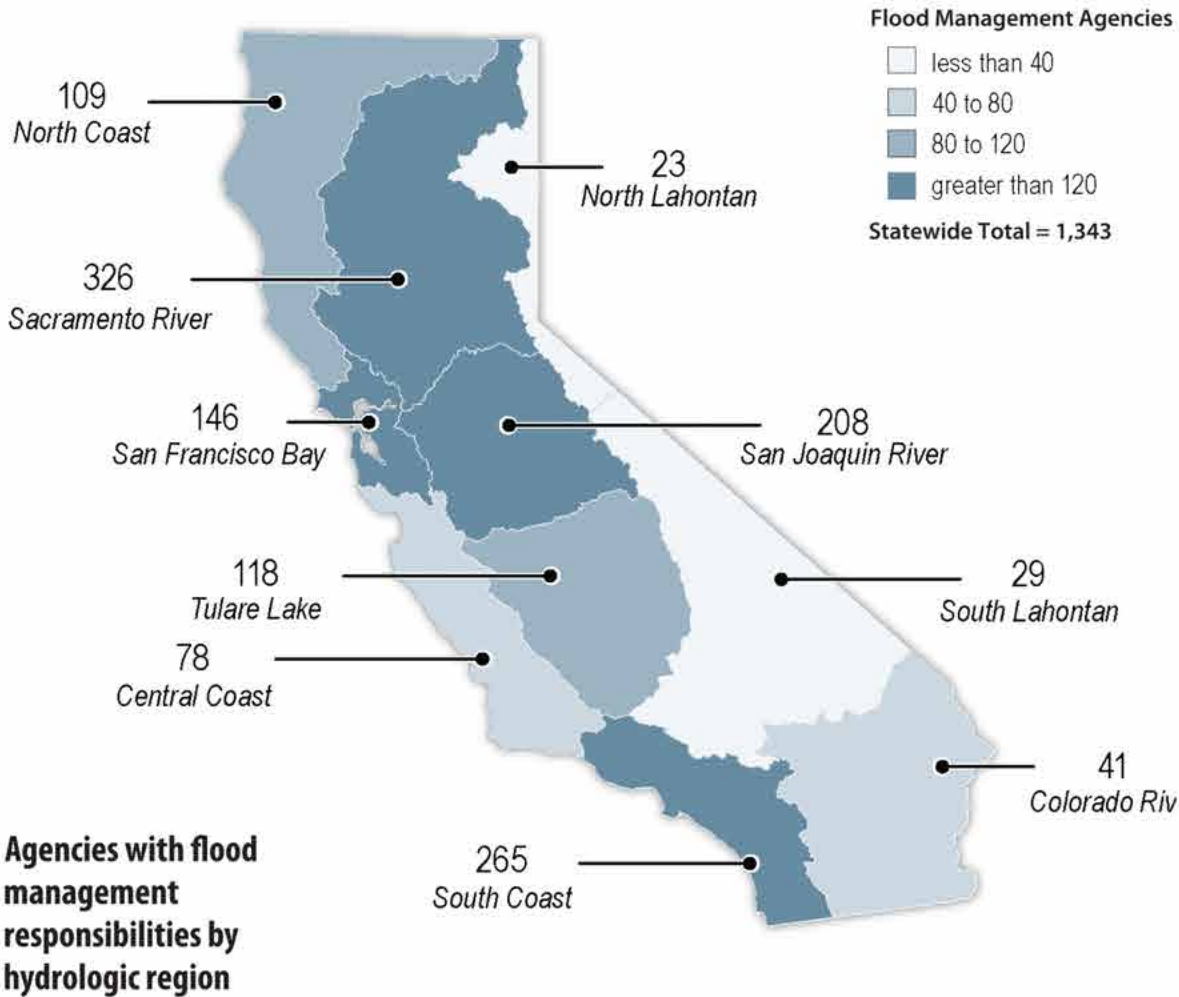 Flood Management Agencies
less than 40
40 to 80
80 to 120
greater than 120
Statewide Total = 1,343
109
North Coast
23
North Lahontan
326
Sacramento River
146
San Francisco Bay
208
San Joaquin River
118
Tulare Lake
29
South Lahontan
78
Central Coast
41
Colorado Riv
265
South Coast
Agencies with flood
management
responsibilities by
hydrologic region